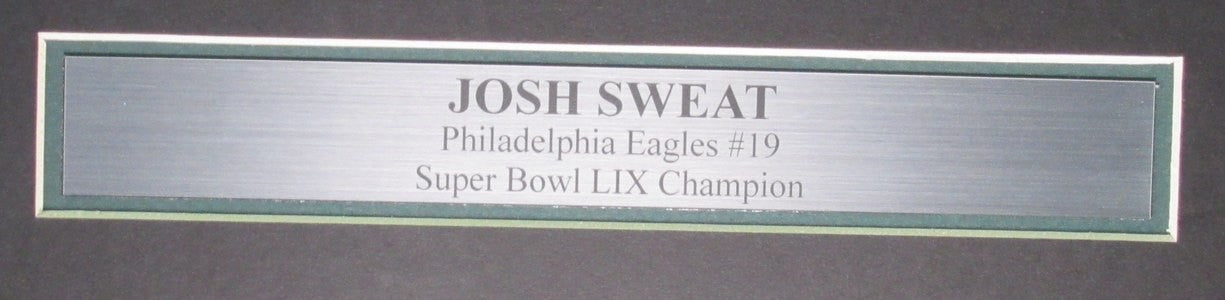 JOSH SWEAT
Philadelphia Eagles #19
Super Bowl LIX Champion